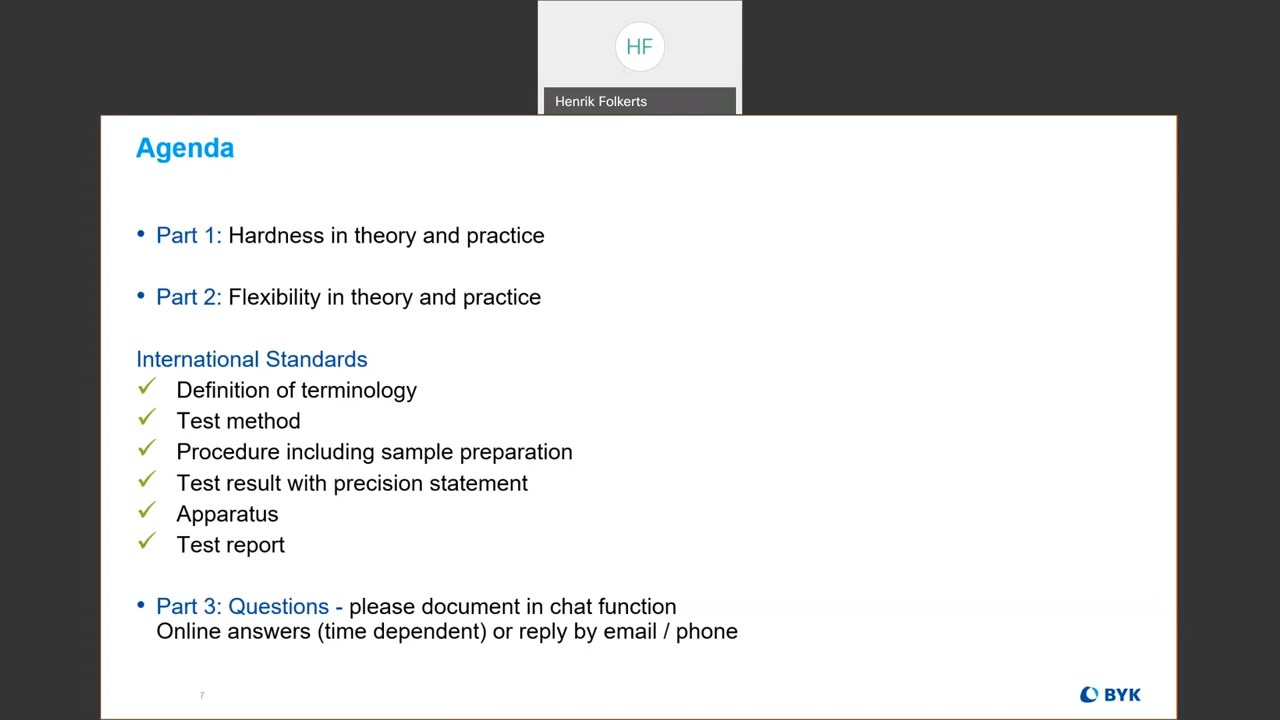 HF
Henrik Folkerts
Agenda
• Part 1: Hardness in theory and practice
• Part 2: Flexibility in theory and practice
International Standards
✓ Definition of terminology
✓ Test method
✓ Procedure including sample preparation
✓ Test result with precision statement
✓ Apparatus
✓ Test report
• Part 3: Questions - please document in chat function
Online answers (time dependent) or reply by email / phone
7
BYK